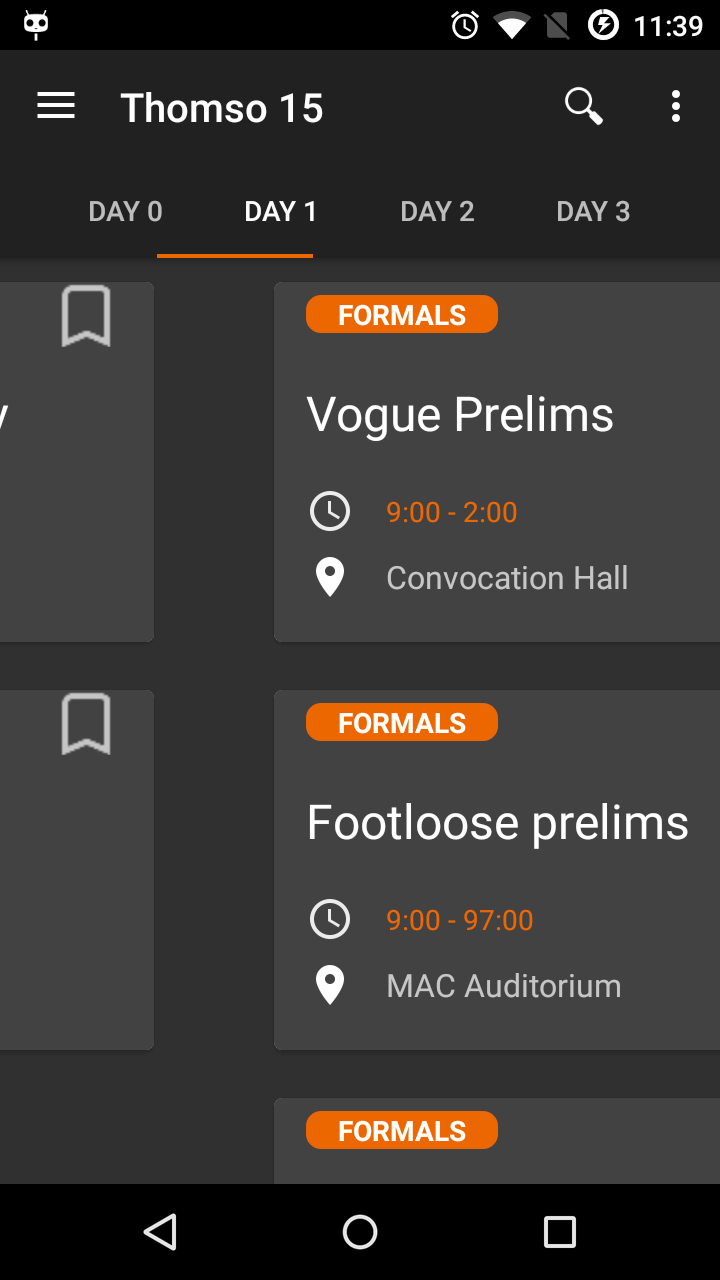 11:39
Thomso 15
DAY 0 DAY 1 DAY 2 DAY 3
FORMALS
y
Vogue Prelims
9:00 - 2:00
Convocation Hall
FORMALS
Footloose prelims
9:00 - 97:00
MAC Auditorium
FORMALS